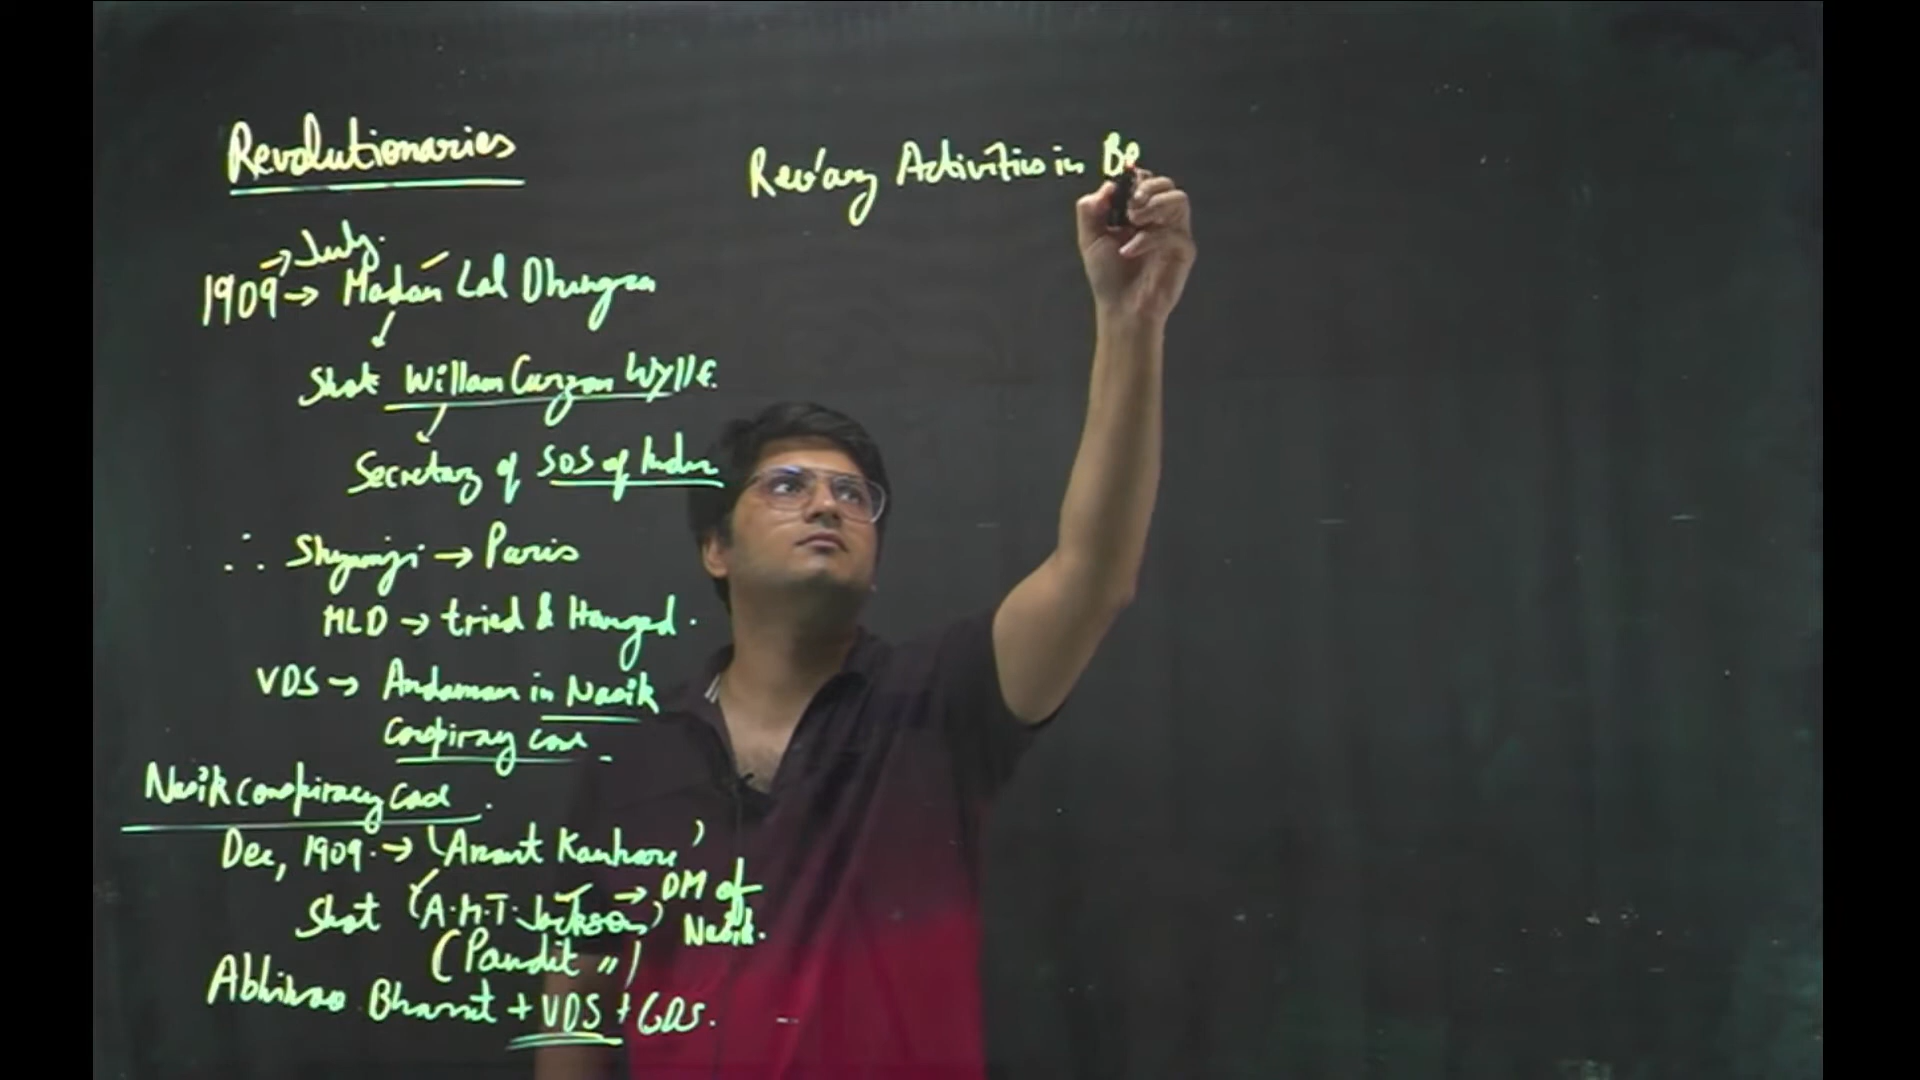 Revolutionaries
→ July.
1909 → Madan Lal Dhingra
Shot William Curzon Wylle.
Secretary of SOS of India
∴ Shyamji → Paris
MLD → tried & Hanged.
VDS → Andaman in Nasik
Conspiracy Case.
Nasik Conspiracy Case.
Dec, 1909. → (Anant Kanhare)
Shot (A.M.T. Jackson) → DM of
Nasik.
(Pandit ")
Abhinav Bharat + VDS + GDS.
Rev'ary Activities in Be